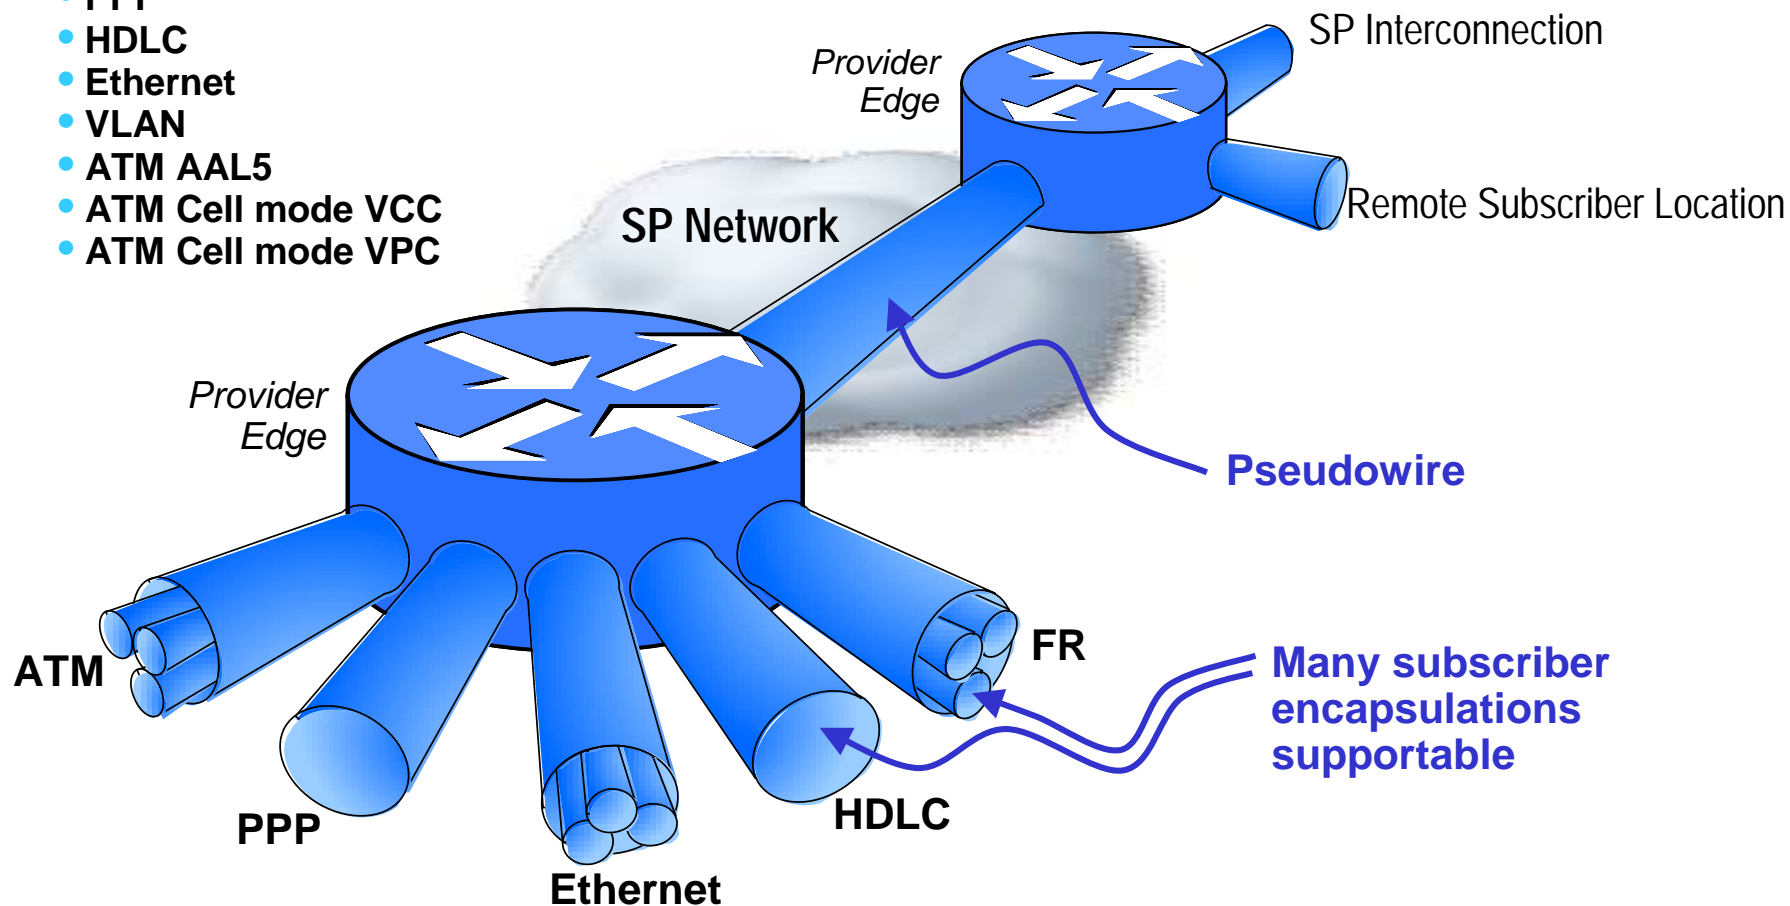 PPP
HDLC
Ethernet
VLAN
ATM AAL5
ATM Cell mode VCC
ATM Cell mode VPC
Provider
Edge
SP Interconnection
Remote Subscriber Location
SP Network
Provider
Edge
Pseudowire
ATM
PPP
Ethernet
HDLC
FR
Many subscriber
encapsulations
supportable